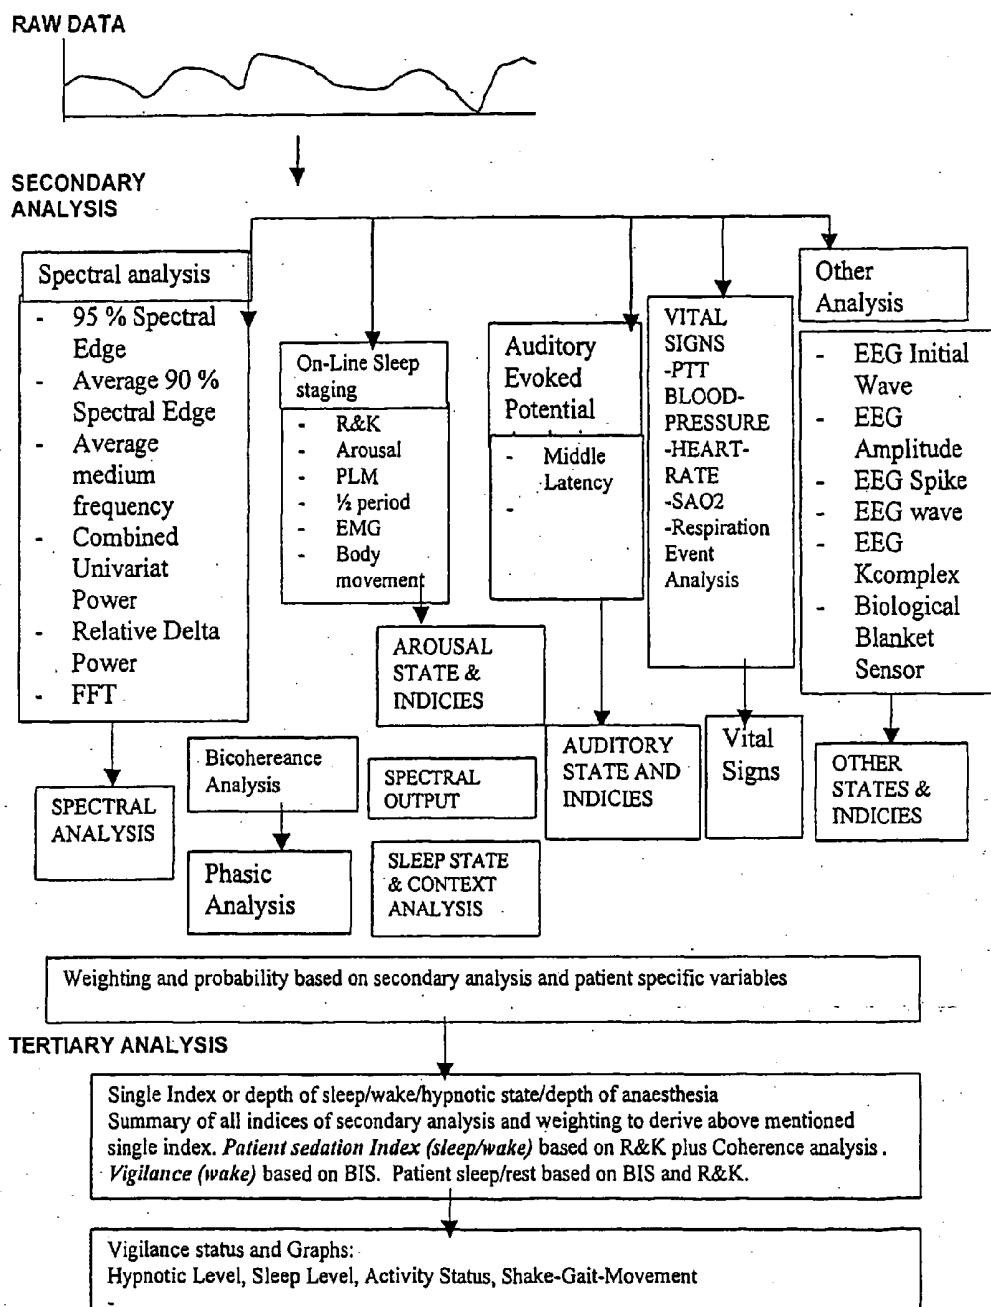 RAW DATA
SECONDARY
ANALYSIS
Spectral analysis
- 95 % Spectral
Edge
- Average 90 %
Spectral Edge
- Average
medium
frequency
- Combined
Univariat
Power
- Relative Delta
Power
- FFT
On-Line Sleep
staging
- R&K
- Arousal
- PLM
- ½ period
- EMG
- Body
movement
Auditory
Evoked
Potential
- Middle
Latency
-
VITAL
SIGNS
-PTT
BLOOD-
PRESSURE
-HEART-
RATE
-SAO2
-Respiration
Event
Analysis
Other
Analysis
- EEG Initial
Wave
- EEG
Amplitude
- EEG Spike
- EEG wave
- EEG
Kcomplex
- Biological
Blanket
Sensor
SPECTRAL
ANALYSIS
Bicohereance
Analysis
Phasic
Analysis
AROUSAL
STATE &
INDICIES
SPECTRAL
OUTPUT
SLEEP STATE
& CONTEXT
ANALYSIS
AUDITORY
STATE AND
INDICIES
Vital
Signs
OTHER
STATES &
INDICIES
Weighting and probability based on secondary analysis and patient specific variables
TERTIARY ANALYSIS
Single Index or depth of sleep/wake/hypnotic state/depth of anaesthesia
Summary of all indices of secondary analysis and weighting to derive above mentioned
single index. Patient sedation Index (sleep/wake) based on R&K plus Coherence analysis.
Vigilance (wake) based on BIS. Patient sleep/rest based on BIS and R&K.
Vigilance status and Graphs:
Hypnotic Level, Sleep Level, Activity Status, Shake-Gait-Movement
-